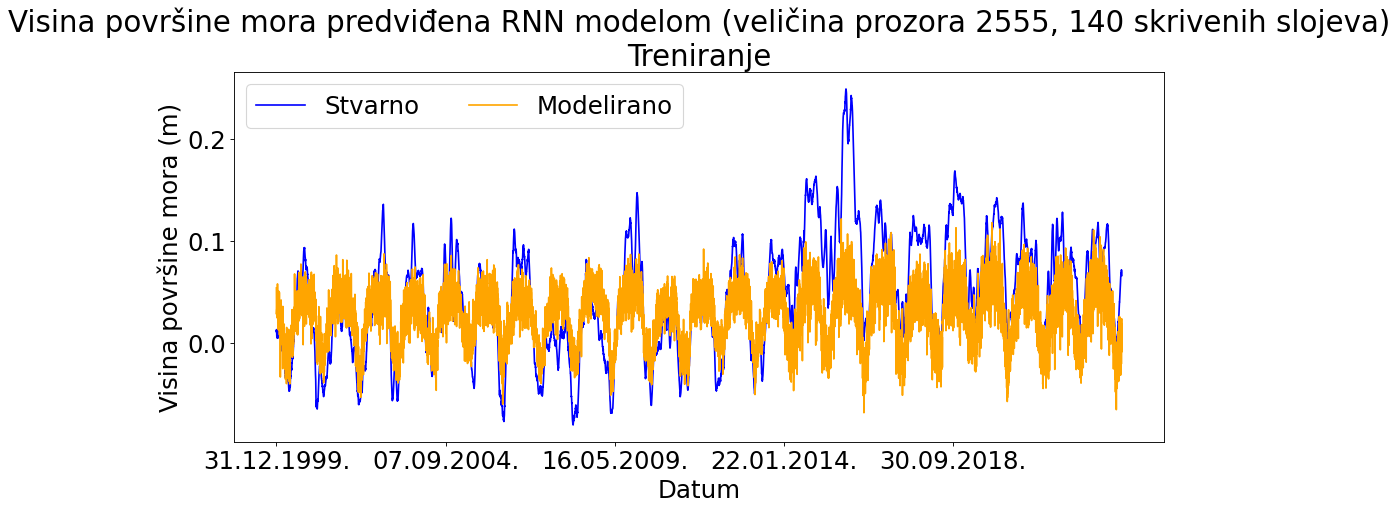 Visina površine mora predviđena RNN modelom (veličina prozora 2555, 140 skrivenih slojeva)
Treniranje
Stvarno
Modelirano
Visina površine mora (m)
0.2
0.1
0.0
31.12.1999.
07.09.2004.
16.05.2009.
22.01.2014.
30.09.2018.
Datum